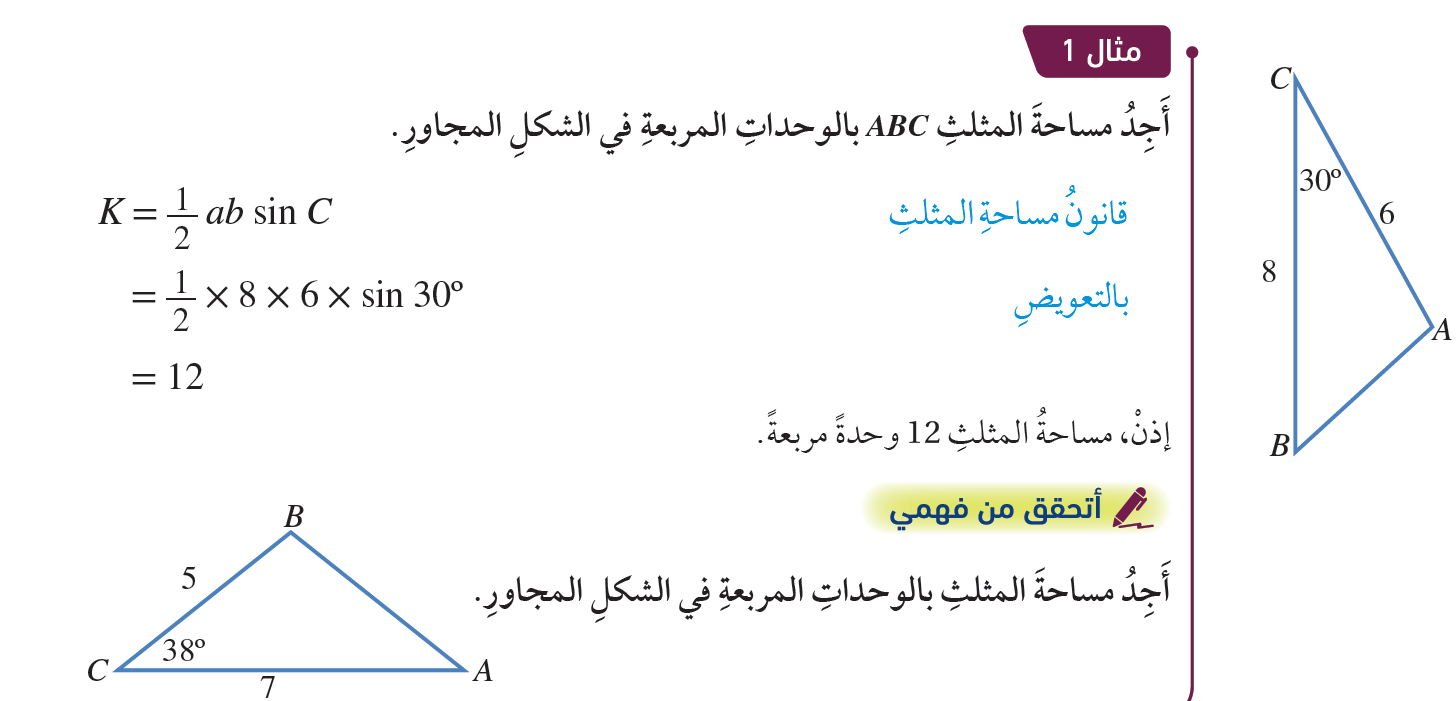 مثال 1
أَجِدُ مساحةَ المثلثِ ABC بالوحداتِ المربعةِ في الشكلِ المجاورِ.
C
30º
6
8
A
B
قانونُ مساحةِ المثلثِ
K = 1/2 ab sin C
بالتعويضِ
= 1/2 × 8 × 6 × sin 30º
= 12
إذنْ، مساحةُ المثلثِ 12 وحدةً مربعةً.
أتحقق من فهمي
أَجِدُ مساحةَ المثلثِ بالوحداتِ المربعةِ في الشكلِ المجاورِ.
B
5
38º
C
7
A